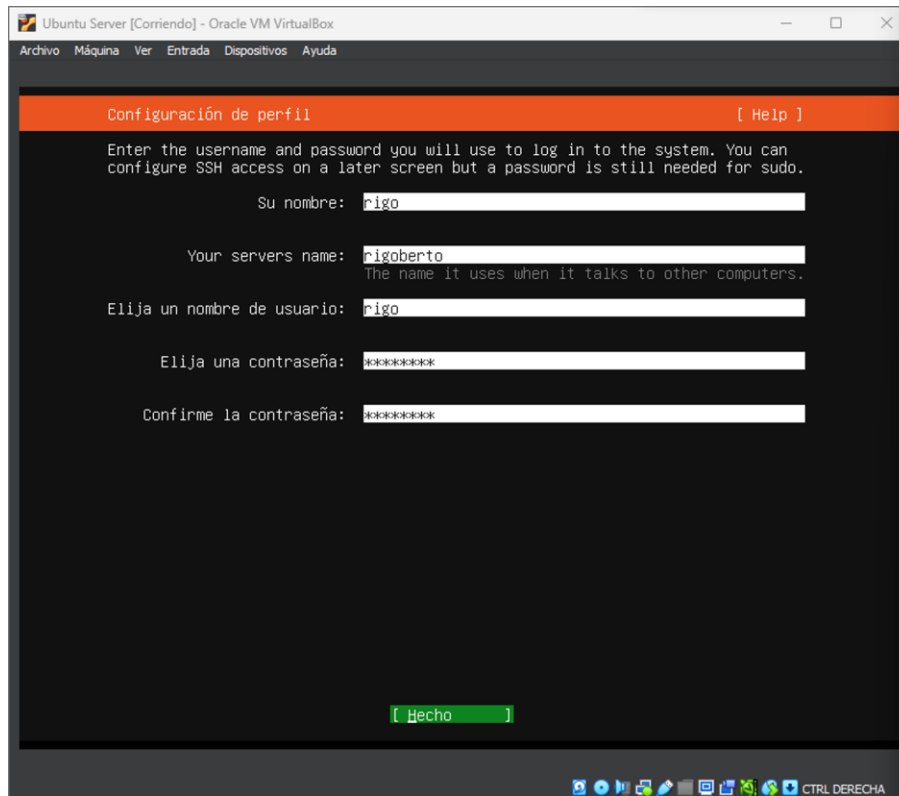 Ubuntu Server [Corriendo] - Oracle VM VirtualBox
Archivo Máquina Ver Entrada Dispositivos Ayuda
Configuración de perfil [ Help ]
Enter the username and password you will use to log in to the system. You can
configure SSH access on a later screen but a password is still needed for sudo.
Su nombre: rigo
Your servers name: rigoberto
The name it uses when it talks to other computers.
Elija un nombre de usuario: rigo
Elija una contraseña: ********
Confirme la contraseña: ********
[ Hecho ]
CTRL DERECHA